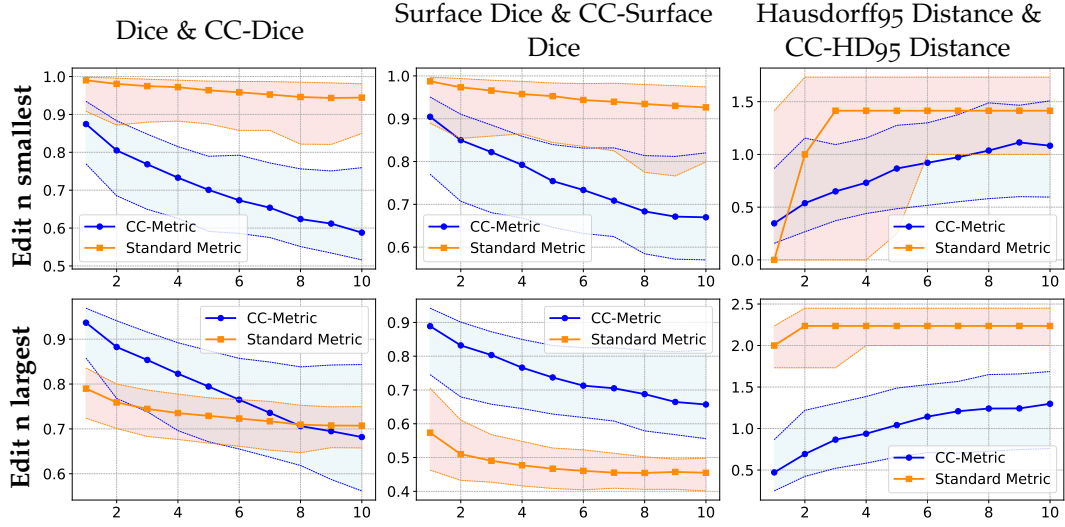 Dice & CC-Dice
Surface Dice & CC-Surface
Dice
Hausdorff95 Distance &
CC-HD95 Distance
Edit n smallest
1.0
0.9
0.8
0.7
0.6
0.5
2 4 6 8 10
CC-Metric
Standard Metric
1.0
0.9
0.8
0.7
0.6
2 4 6 8 10
CC-Metric
Standard Metric
1.5
1.0
0.5
0.0
2 4 6 8 10
CC-Metric
Standard Metric
Edit n largest
0.9
0.8
0.7
0.6
2 4 6 8 10
CC-Metric
Standard Metric
0.9
0.8
0.7
0.6
0.5
0.4
2 4 6 8 10
CC-Metric
Standard Metric
2.5
2.0
1.5
1.0
0.5
2 4 6 8 10
CC-Metric
Standard Metric